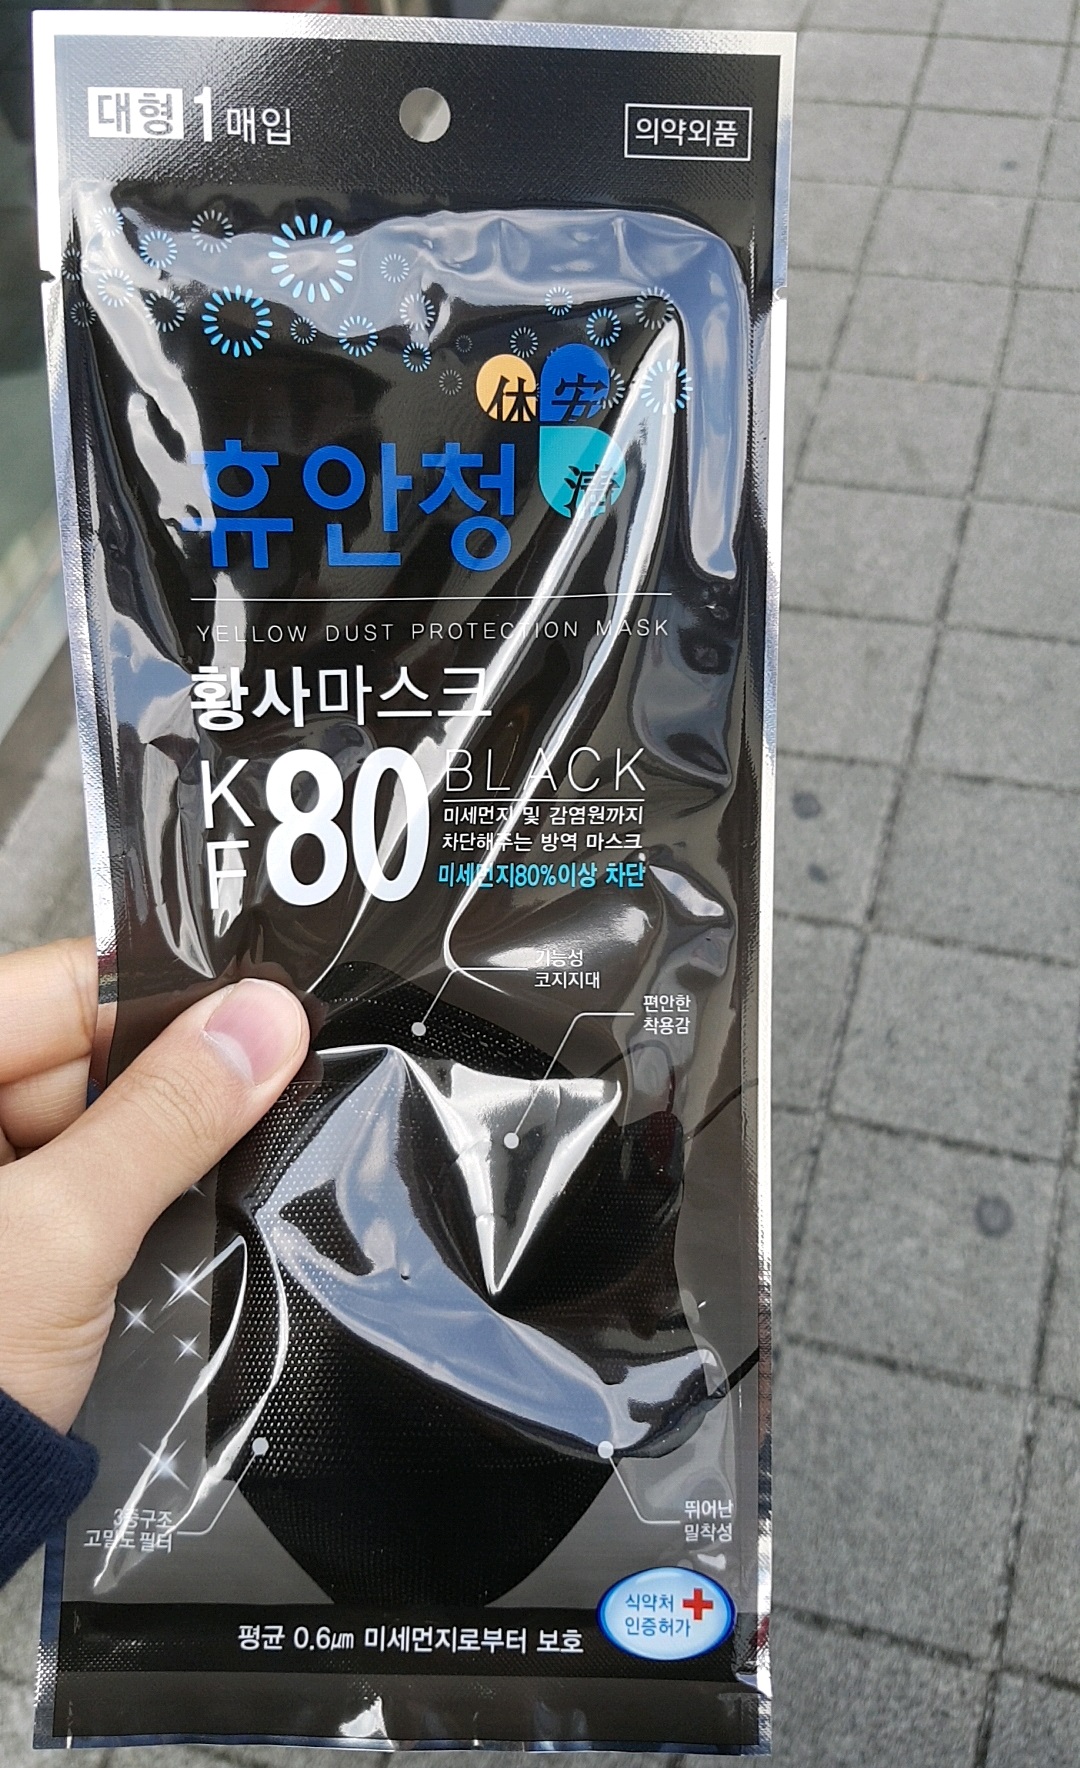 대형 1매입
의약외품
休 安
휴안청
淸
YELLOW DUST PROTECTION MASK
황사마스크
KF80
BLACK
미세먼지 및 감염원까지
차단해주는 방역 마스크
미세먼지80%이상 차단
기능성
코지지대
편안한
착용감
3중구조
고밀도 필터
뛰어난
밀착성
식약처
인증허가
평균 0.6㎛ 미세먼지로부터 보호